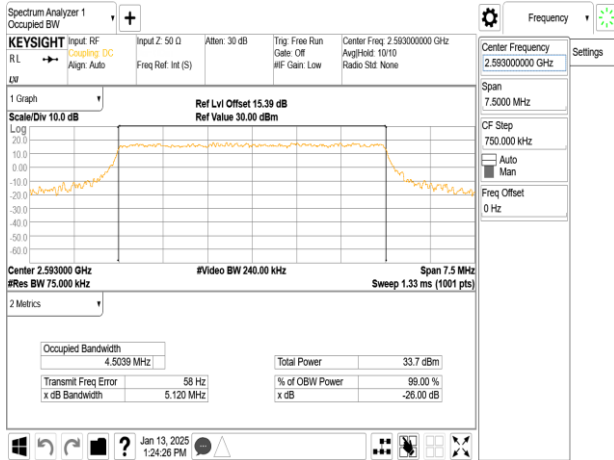 Spectrum Analyzer 1
Occupied BW
+
Frequency
KEYSIGHT
RL
LXI
Input: RF
Coupling: DC
Align: Auto
Input Z: 50 Ω
Freq Ref: Int (S)
Atten: 30 dB
Trig: Free Run
Gate: Off
#IF Gain: Low
Center Freq: 2.593000000 GHz
Avg|Hold: 10/10
Radio Std: None
Center Frequency
2.593000000 GHz
Settings
Span
7.5000 MHz
CF Step
750.000 kHz
Auto
Man
Freq Offset
0 Hz
1 Graph
Scale/Div 10.0 dB
Ref Lvl Offset 15.39 dB
Ref Value 30.00 dBm
Log
20.0
10.0
0.00
-10.0
-20.0
-30.0
-40.0
-50.0
-60.0
Center 2.593000 GHz
#Video BW 240.00 kHz
Span 7.5 MHz
#Res BW 75.000 kHz
Sweep 1.33 ms (1001 pts)
2 Metrics
Occupied Bandwidth
4.5039 MHz
Total Power 33.7 dBm
Transmit Freq Error 58 Hz
% of OBW Power 99.00 %
x dB Bandwidth 5.120 MHz
x dB -26.00 dB
?
Jan 13, 2025
1:24:26 PM